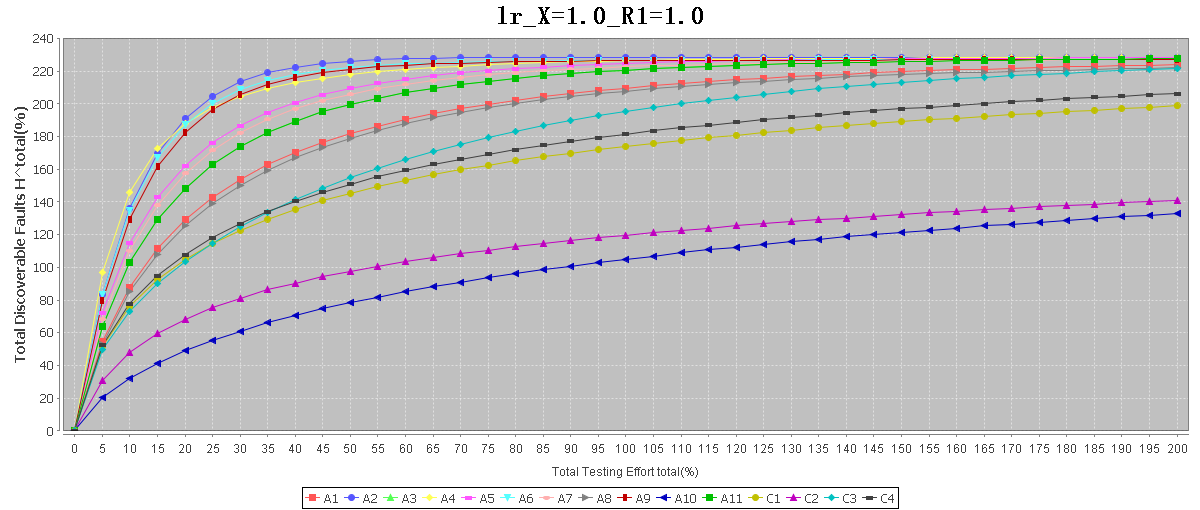 lr_X=1.0_R1=1.0
Total Discoverable Faults H^total(%)
240
220
200
180
160
140
120
100
80
60
40
20
0
0 5 10 15 20 25 30 35 40 45 50 55 60 65 70 75 80 85 90 95 100 105 110 115 120 125 130 135 140 145 150 155 160 165 170 175 180 185 190 195 200
Total Testing Effort total(%)
A1 A2 A3 A4 A5 A6 A7 A8 A9 A10 A11 C1 C2 C3 C4